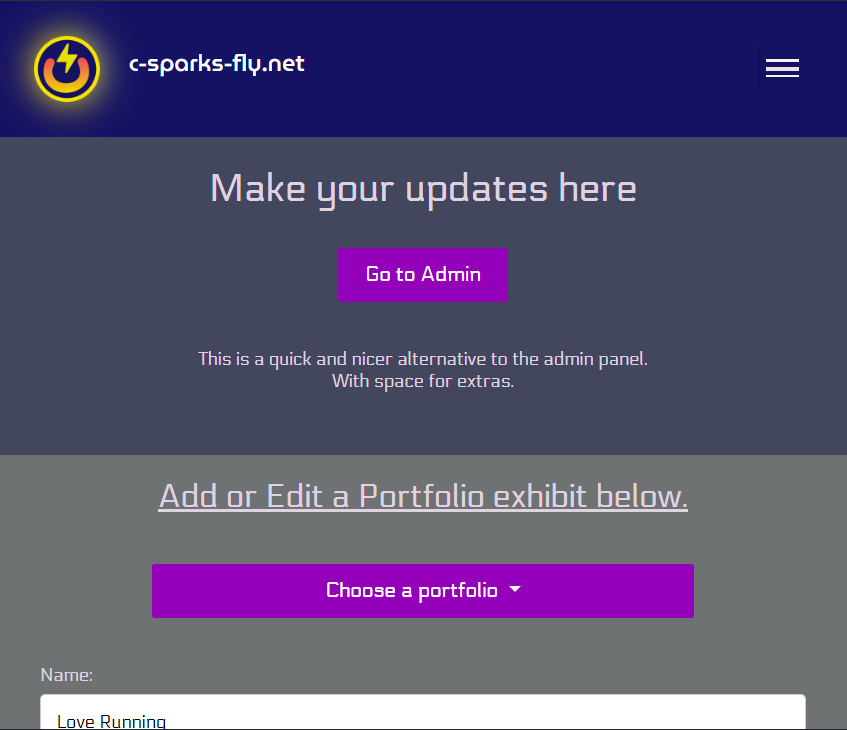 c-sparks-fly.net
Make your updates here
Go to Admin
This is a quick and nicer alternative to the admin panel.
With space for extras.
Add or Edit a Portfolio exhibit below.
Choose a portfolio
Name:
Love Running